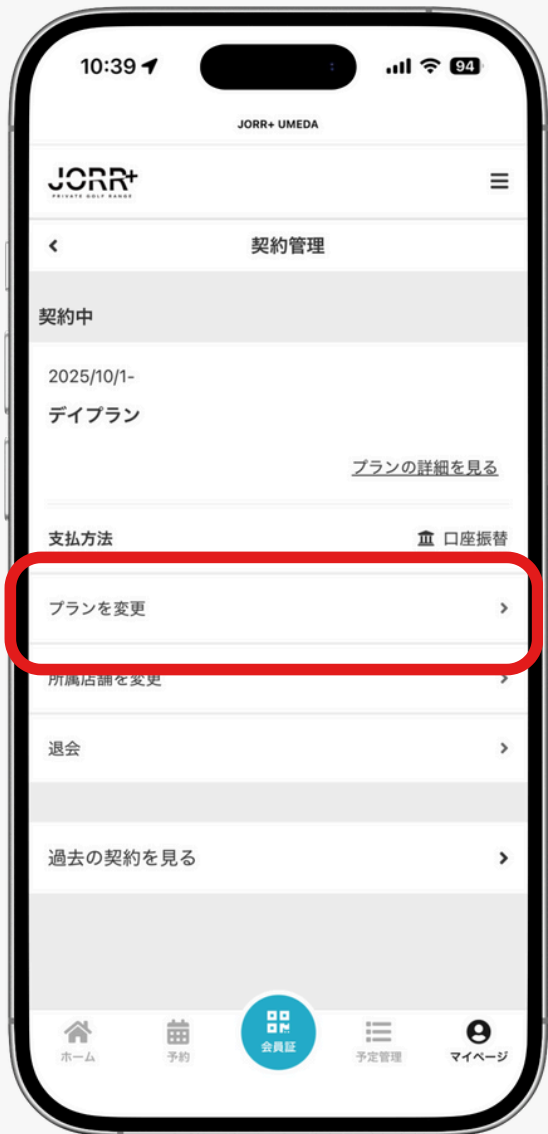 10:39
94
JORR+ UMEDA
JORR+
PRIVATE GOLF RANGE
契約管理
契約中
2025/10/1-
デイプラン
プランの詳細を見る
支払方法 口座振替
プランを変更
所属店舗を変更
退会
過去の契約を見る
ホーム 予約 会員証 予定管理 マイページ